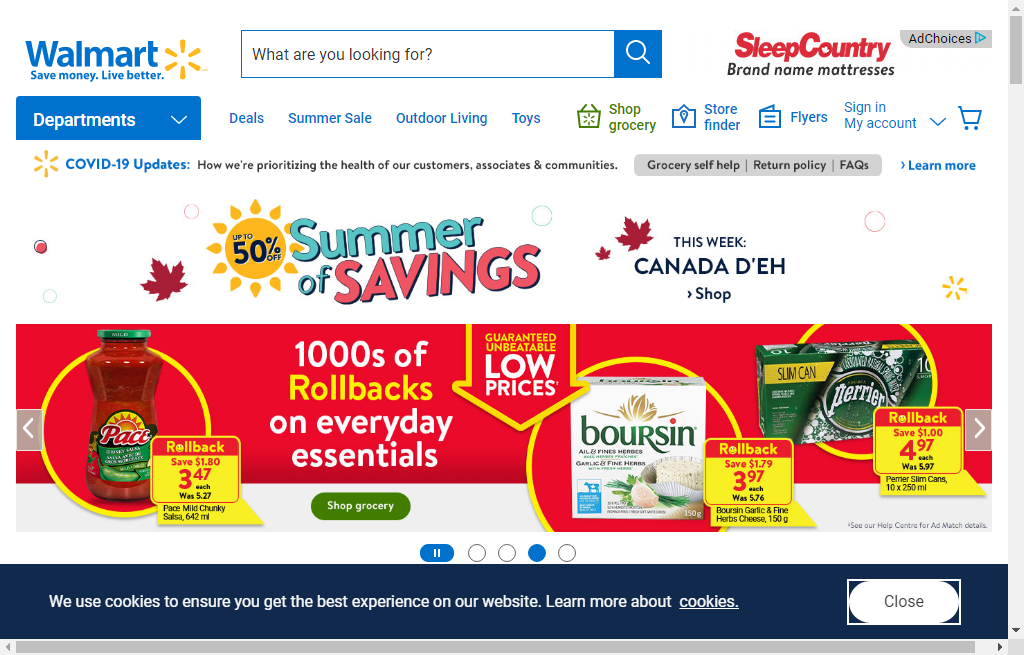 Walmart
Save money. Live better.
What are you looking for?
SleepCountry
Brand name mattresses
AdChoices
Departments
Deals
Summer Sale
Outdoor Living
Toys
Shop grocery
Store finder
Flyers
Sign in
My account
COVID-19 Updates: How we're prioritizing the health of our customers, associates & communities.
Grocery self help | Return policy | FAQs
› Learn more
UP TO
50%
OFF
Summer
of SAVINGS
THIS WEEK:
CANADA D'EH
› Shop
1000s of
Rollbacks
on everyday
essentials
Shop grocery
GUARANTEED
UNBEATABLE
LOW
PRICES
MILD
Pace
Rollback
Save $1.80
3 47
each
Was 5.27
Pace Mild Chunky
Salsa, 642 ml
boursin
AIL & FINES HERBES
GARLIC & FINE HERBS
150 g
Rollback
Save $1.79
3 97
each
Was 5.76
Boursin Garlic & Fine
Herbs Cheese, 150 g
SLIM CAN
Perrier
10
Rollback
Save $1.00
4 97
each
Was 5.97
Perrier Slim Cans,
10 x 250 ml
*See our Help Centre for Ad Match details.
We use cookies to ensure you get the best experience on our website. Learn more about cookies.
Close